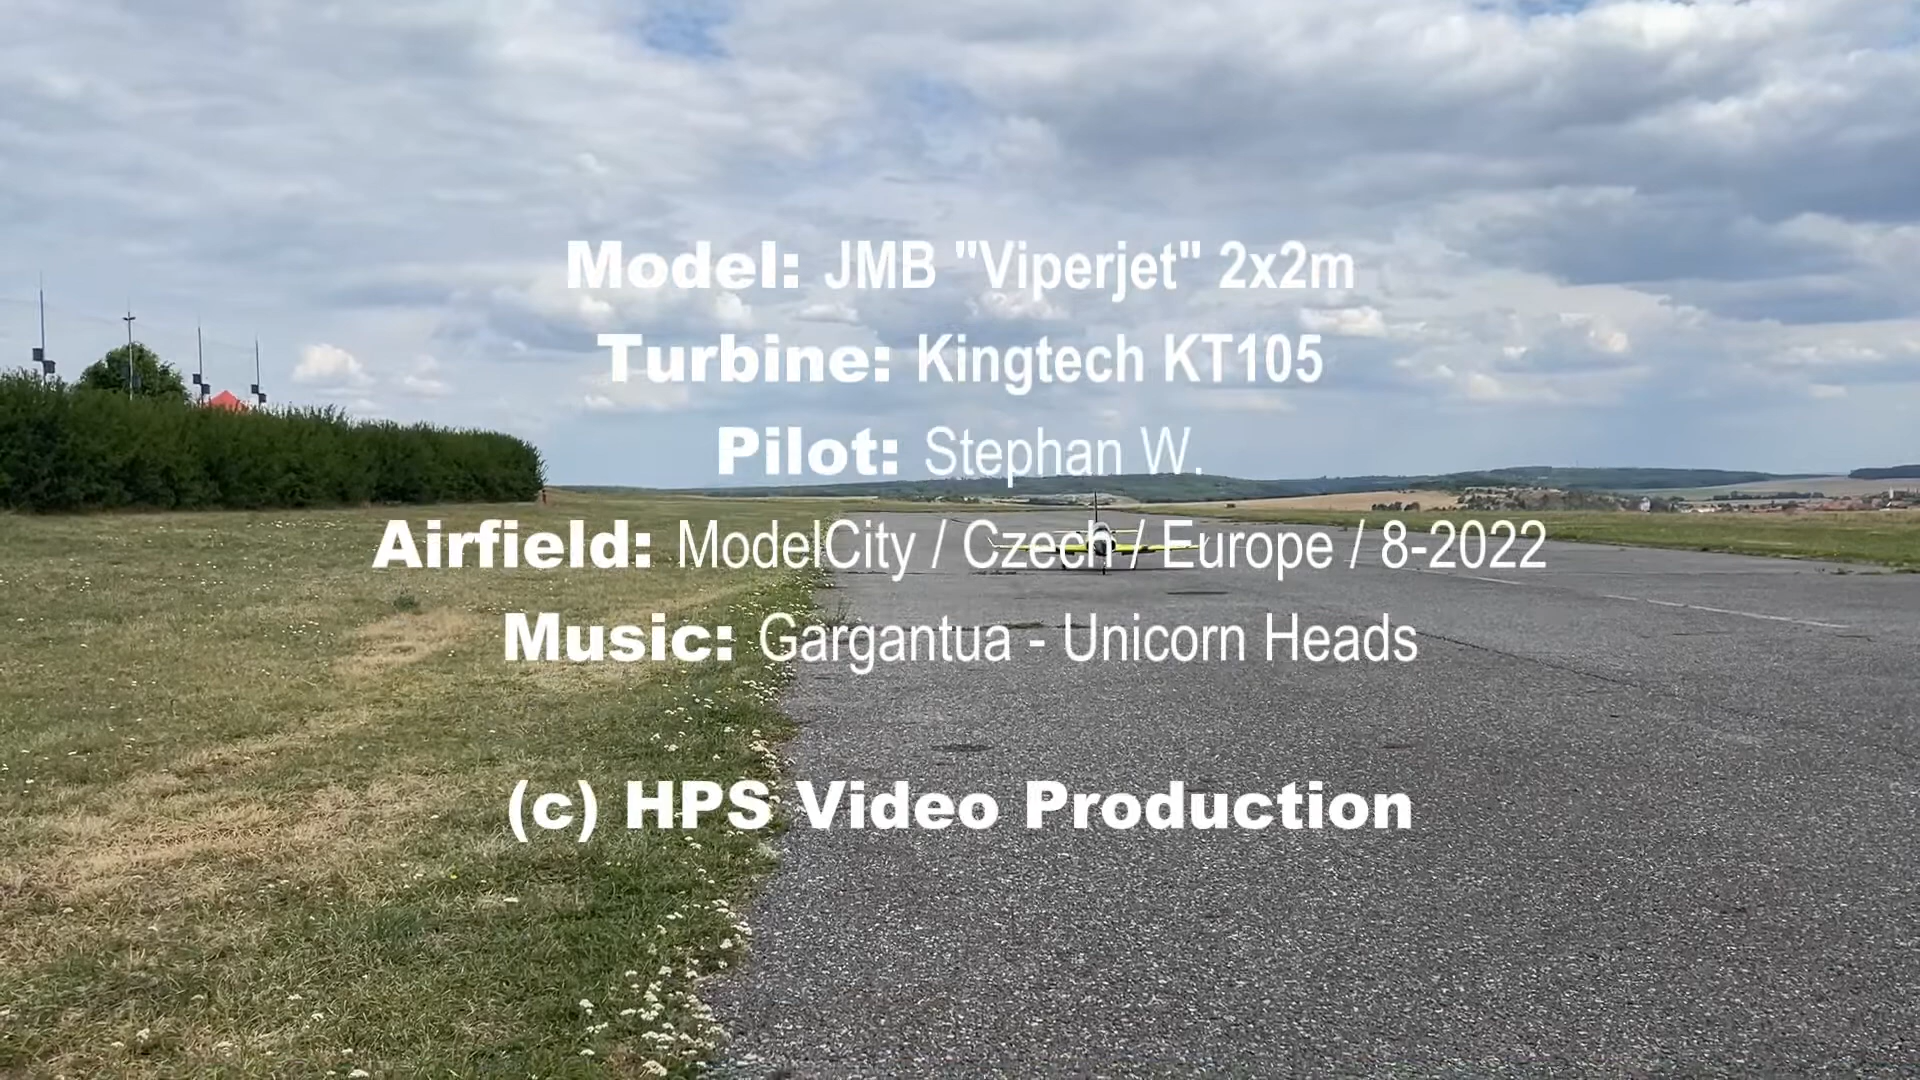 Model: JMB "Viperjet" 2x2m
Turbine: Kingtech KT105
Pilot: Stephan W.
Airfield: ModelCity / Czech / Europe / 8-2022
Music: Gargantua - Unicorn Heads
(c) HPS Video Production